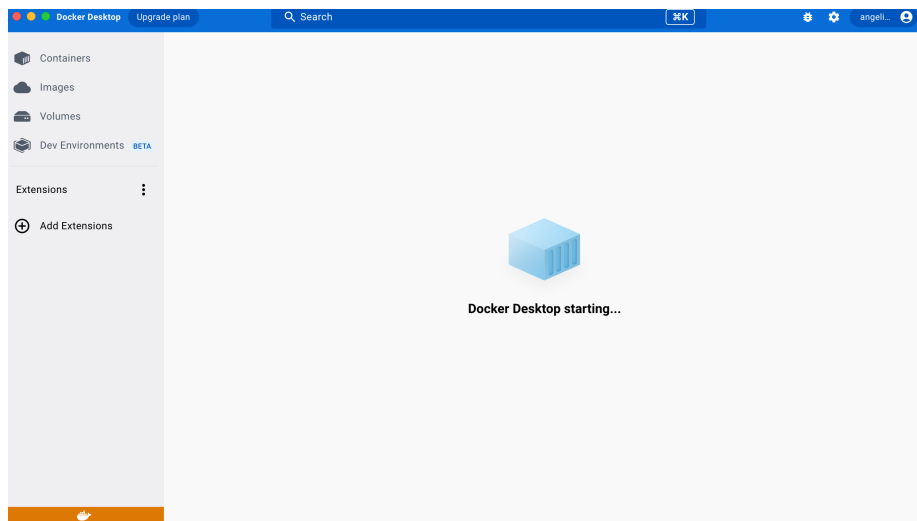 Docker Desktop Upgrade plan Search ⌘K angeli...
Containers
Images
Volumes
Dev Environments BETA
Extensions
Add Extensions
Docker Desktop starting...